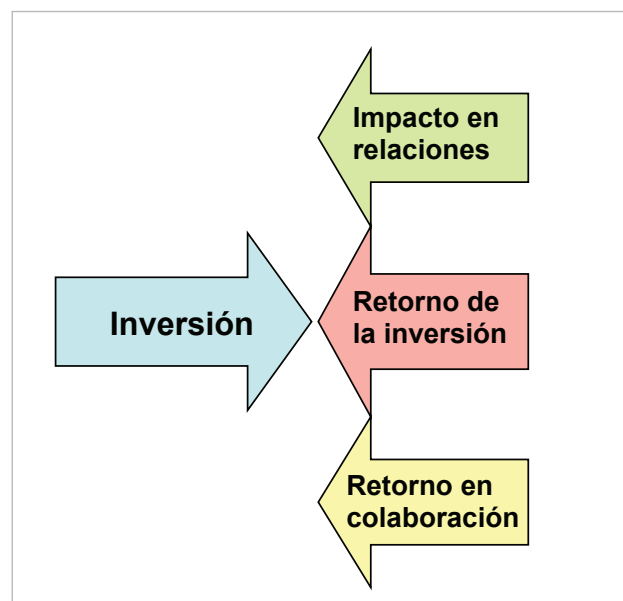 Impacto en
relaciones
Inversión
Retorno de
la inversión
Retorno en
colaboración